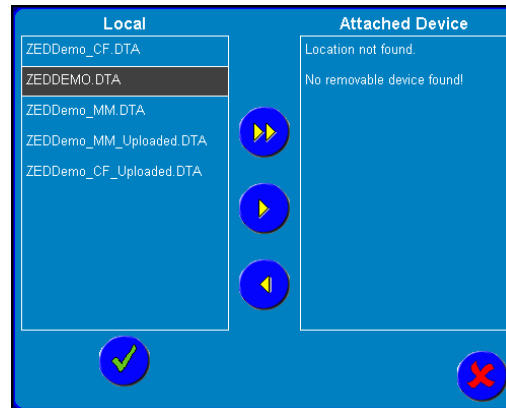 Local
ZEDDemo_CF.DTA
ZEDDEMO.DTA
ZEDDemo_MM.DTA
ZEDDemo_MM_Uploaded.DTA
ZEDDemo_CF_Uploaded.DTA
Attached Device
Location not found.
No removable device found!